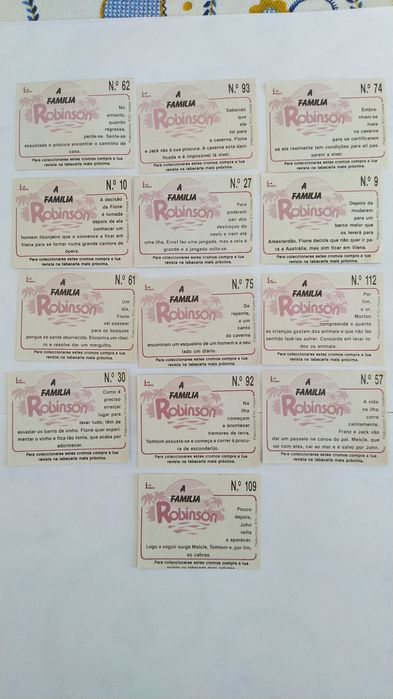 A
FAMILIA
Robinson
N.º 62
No
entanto,
quando
regressa,
perde-se. Sente-se
assustada e procura encontrar o caminho de
casa.
Para coleccionares estes cromos compra a tua
revista na tabacaria mais próxima.
A
FAMILIA
Robinson
N.º 93
Sabendo
que
ele
foi para
a caverna, Flone
e Jack vão à sua procura. A caverna está dani-
ficada e é impossível lá viver.
Para coleccionares estes cromos compra a tua
revista na tabacaria mais próxima.
A
FAMILIA
Robinson
N.º 74
Embre-
nham-se
mais
na caverna
para se certificarem
se ela realmente tem condições para ali pas-
sarem a viver.
Para coleccionares estes cromos compra a tua
revista na tabacaria mais próxima.
A
FAMILIA
Robinson
N.º 10
A decisão
de Flone
é tomada
depois de ela
conhecer um
homem lisonjeiro que a convence a ficar em
Viena para se tornar numa grande cantora de
ópera.
Para coleccionares estes cromos compra a tua
revista na tabacaria mais próxima.
A
FAMILIA
Robinson
N.º 27
Para
poderem
sair dos
destroços do
navio e irem até
uma ilha, Ernst faz uma jangada, mas a vela é
grande e a jangada volta-se.
Para coleccionares estes cromos compra a tua
revista na tabacaria mais próxima.
A
FAMILIA
Robinson
N.º 9
Depois de
mudarem
para um
barco maior que
os levará a
Amesterdão, Flone decide que não quer ir pa-
ra a Austrália, mas sim ficar em Viena.
Para coleccionares estes cromos compra a tua
revista na tabacaria mais próxima.
A
FAMILIA
Robinson
N.º 61
Um
dia,
Flone
vai passear
para os bosques
porque se sente aborrecida. Encontra um ribei-
ro e resolve dar um mergulho.
Para coleccionares estes cromos compra a tua
revista na tabacaria mais próxima.
A
FAMILIA
Robinson
N.º 75
De
repente,
a um
canto
da caverna
encontram um esqueleto de um homem e a seu
lado um diário.
Para coleccionares estes cromos compra a tua
revista na tabacaria mais próxima.
A
FAMILIA
Robinson
N.º 112
Por
fim,
o sr.
Morton
compreende o quanto
as crianças gostam dos animais e que não faz
sentido fazê-las sofrer. Concorda em levar to-
dos os animais.
Para coleccionares estes cromos compra a tua
revista na tabacaria mais próxima.
A
FAMILIA
Robinson
N.º 30
Como é
preciso
arranjar
lugar para
levar tudo, têm de
esvaziar os barris de vinho. Flone quer experi-
mentar o vinho e fica tão tonta, que acaba por
adormecer.
Para coleccionares estes cromos compra a tua
revista na tabacaria mais próxima.
A
FAMILIA
Robinson
N.º 92
Na
ilha
começam
a acontecer
tremores de terra.
Tomtom assusta-se e começa a correr à procu-
ra de esconderijo.
Para coleccionares estes cromos compra a tua
revista na tabacaria mais próxima.
A
FAMILIA
Robinson
N.º 57
A vida
na ilha
corre
calmamente.
Franz e Jack vão
dar um passeio na canoa do pai. Melcle, que
vai com eles, cai ao mar e é salvo por Jack.
Para coleccionares estes cromos compra a tua
revista na tabacaria mais próxima.
A
FAMILIA
Robinson
N.º 109
Pouco
depois,
John
volta
a aparecer.
Logo a seguir surge Melcle, Tomtom e, por fim,
as cabras.
Para coleccionares estes cromos compra a tua
revista na tabacaria mais próxima.